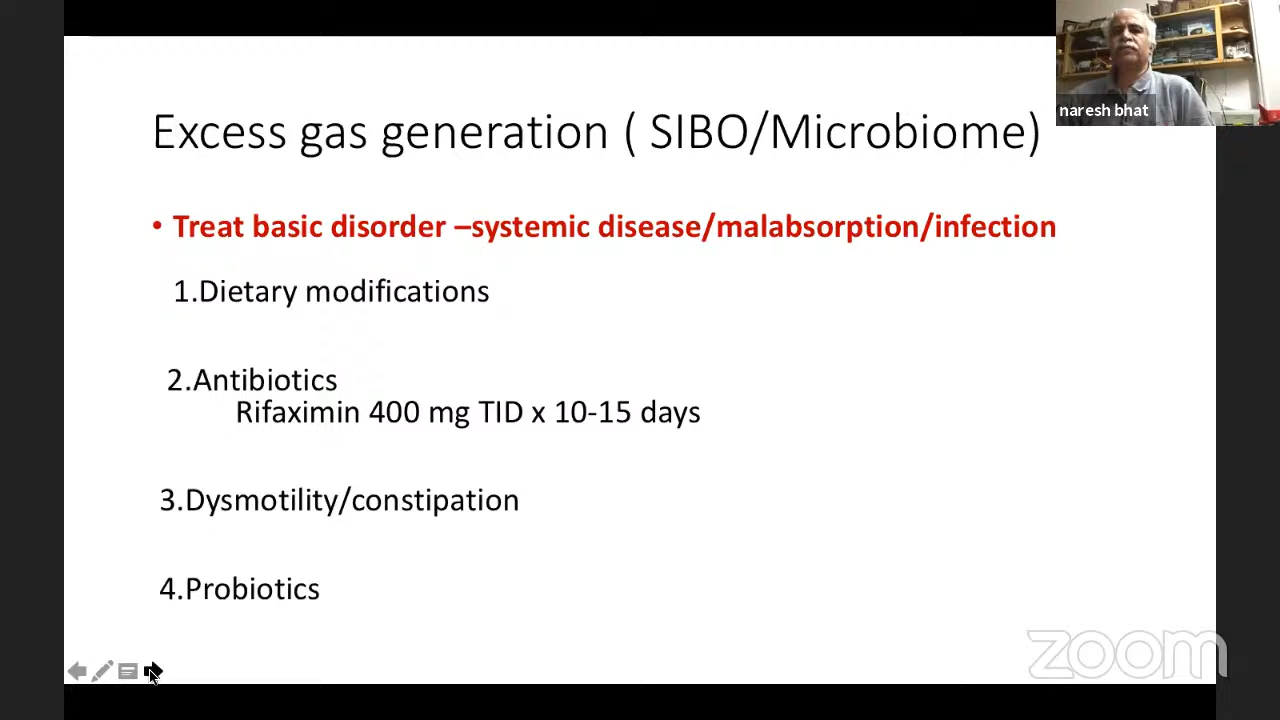 naresh bhat
Excess gas generation ( SIBO/Microbiome)
• Treat basic disorder –systemic disease/malabsorption/infection
1.Dietary modifications
2.Antibiotics
Rifaximin 400 mg TID x 10-15 days
3.Dysmotility/constipation
4.Probiotics
zoom